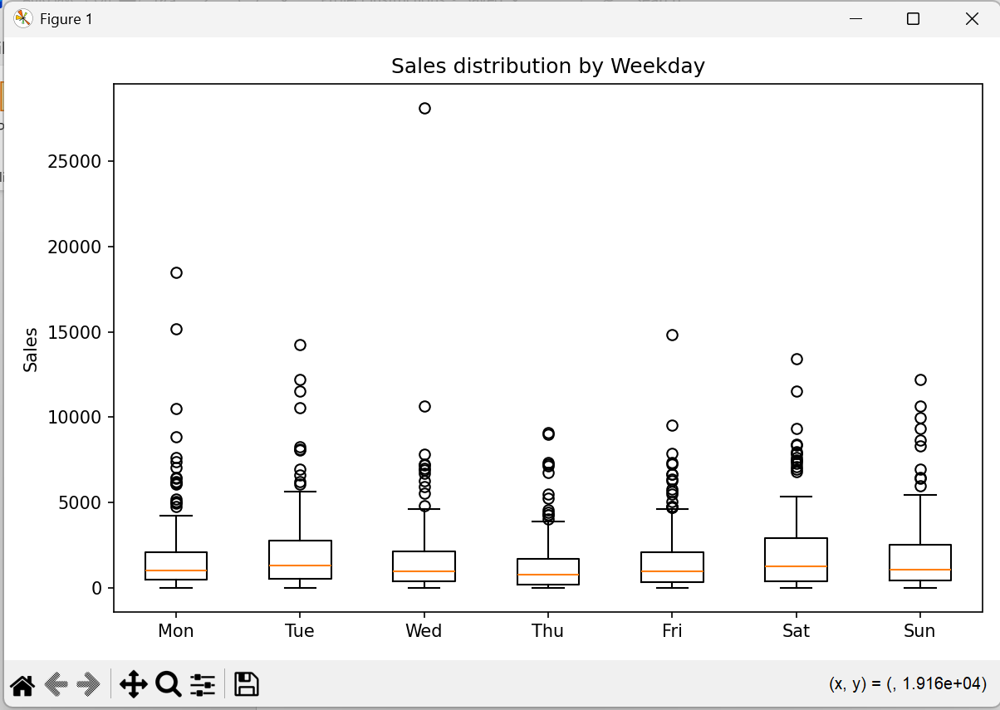 Figure 1
Sales distribution by Weekday
25000
20000
15000
10000
5000
0
Sales
Mon Tue Wed Thu Fri Sat Sun
(x, y) = (, 1.916e+04)